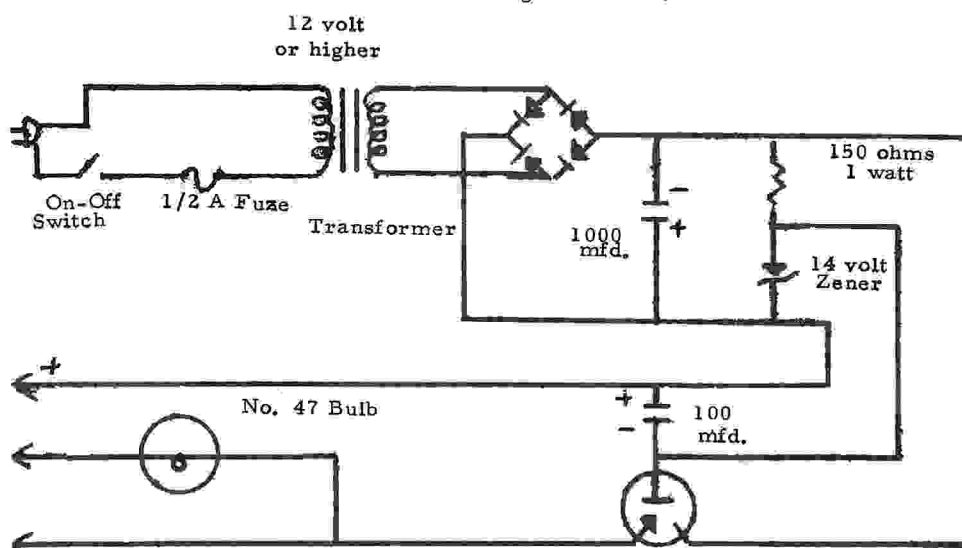 12 volt
or higher
On-Off
Switch
1/2 A Fuze
Transformer
1000
mfd.
-
+
150 ohms
1 watt
14 volt
Zener
+
No. 47 Bulb
+
-
100
mfd.